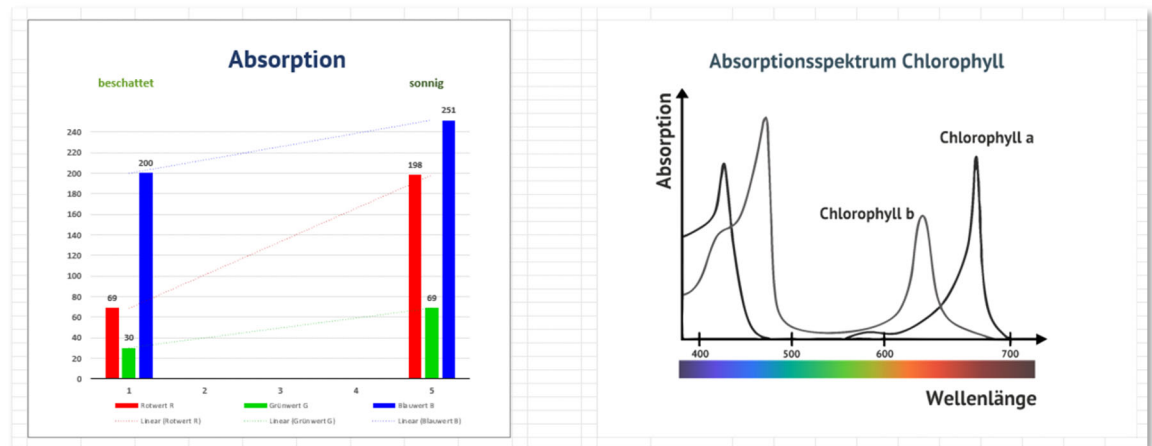 Absorption
beschattet
sonnig
240
220
200
180
160
140
120
100
80
60
40
20
0
69
30
200
198
69
251
1
2
3
4
5
Rotwert R
Grünwert G
Blauwert B
Linear (Rotwert R)
Linear (Grünwert G)
Linear (Blauwert B)
Absorptionsspektrum Chlorophyll
Absorption
Chlorophyll a
Chlorophyll b
400
500
600
700
Wellenlänge